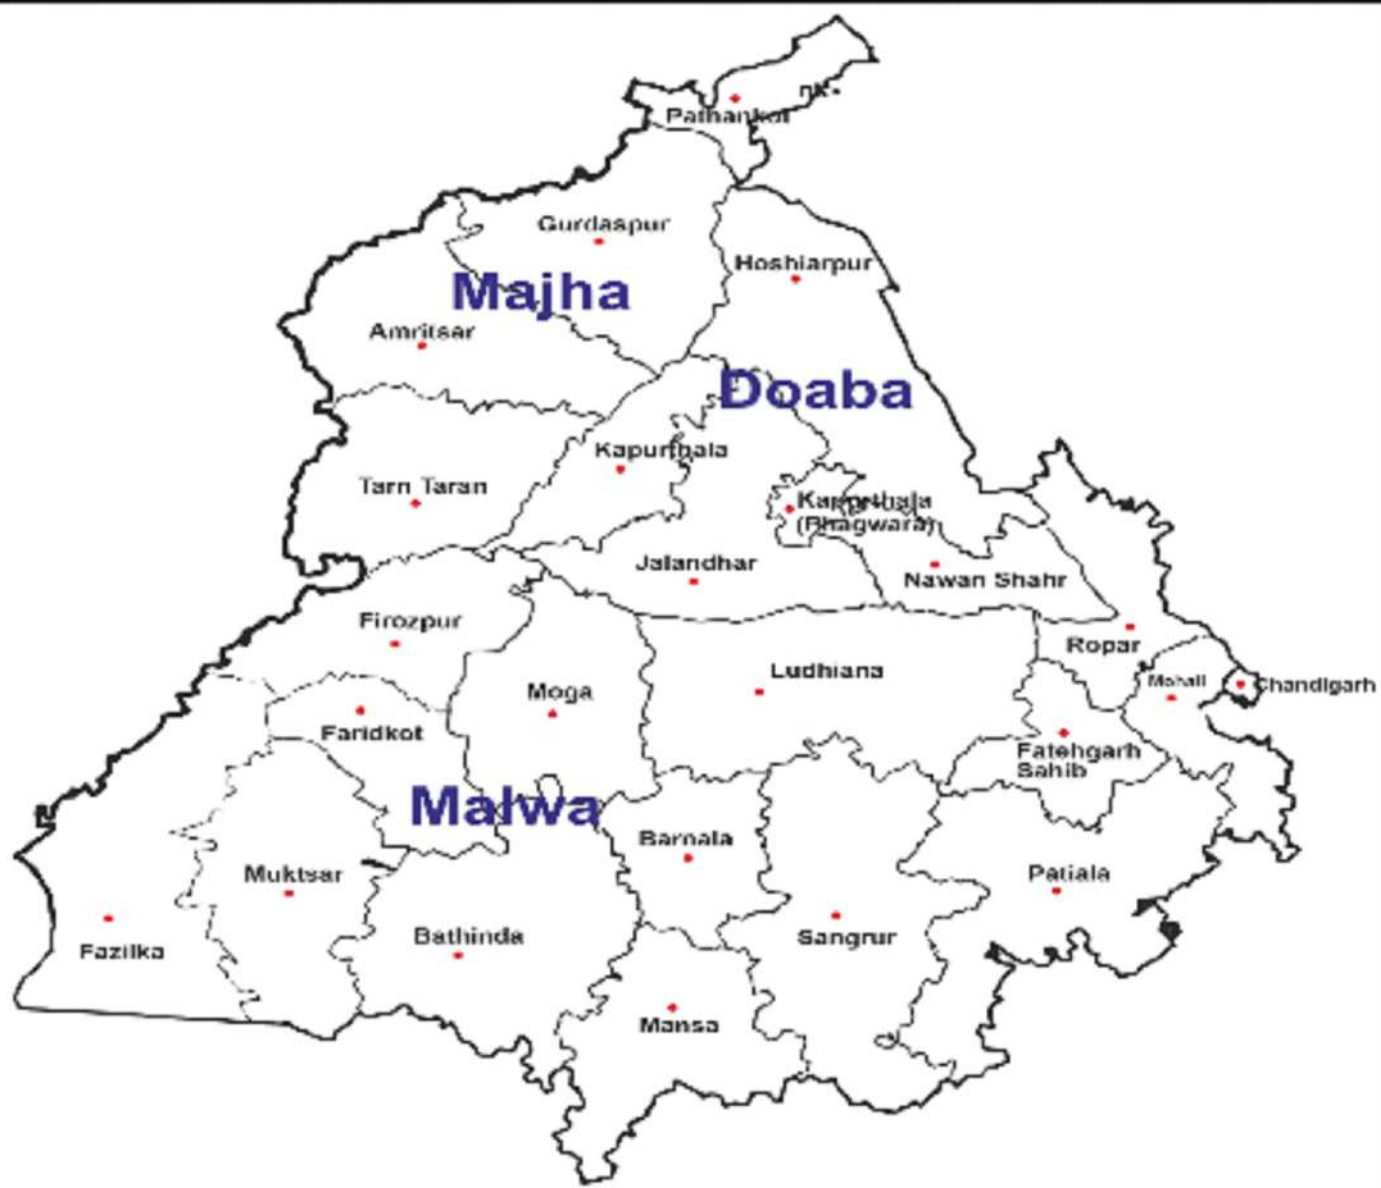 Pathankot
Gurdaspur
Hoshiarpur
Majha
Amritsar
Doaba
Kapurthala
Tarn Taran
Kapurthala
(Phagwara)
Jalandhar
Nawan Shahr
Firozpur
Ropar
Ludhiana
Mohali
Chandigarh
Moga
Faridkot
Fatehgarh
Sahib
Malwa
Barnala
Muktsar
Patiala
Bathinda
Sangrur
Fazilka
Mansa